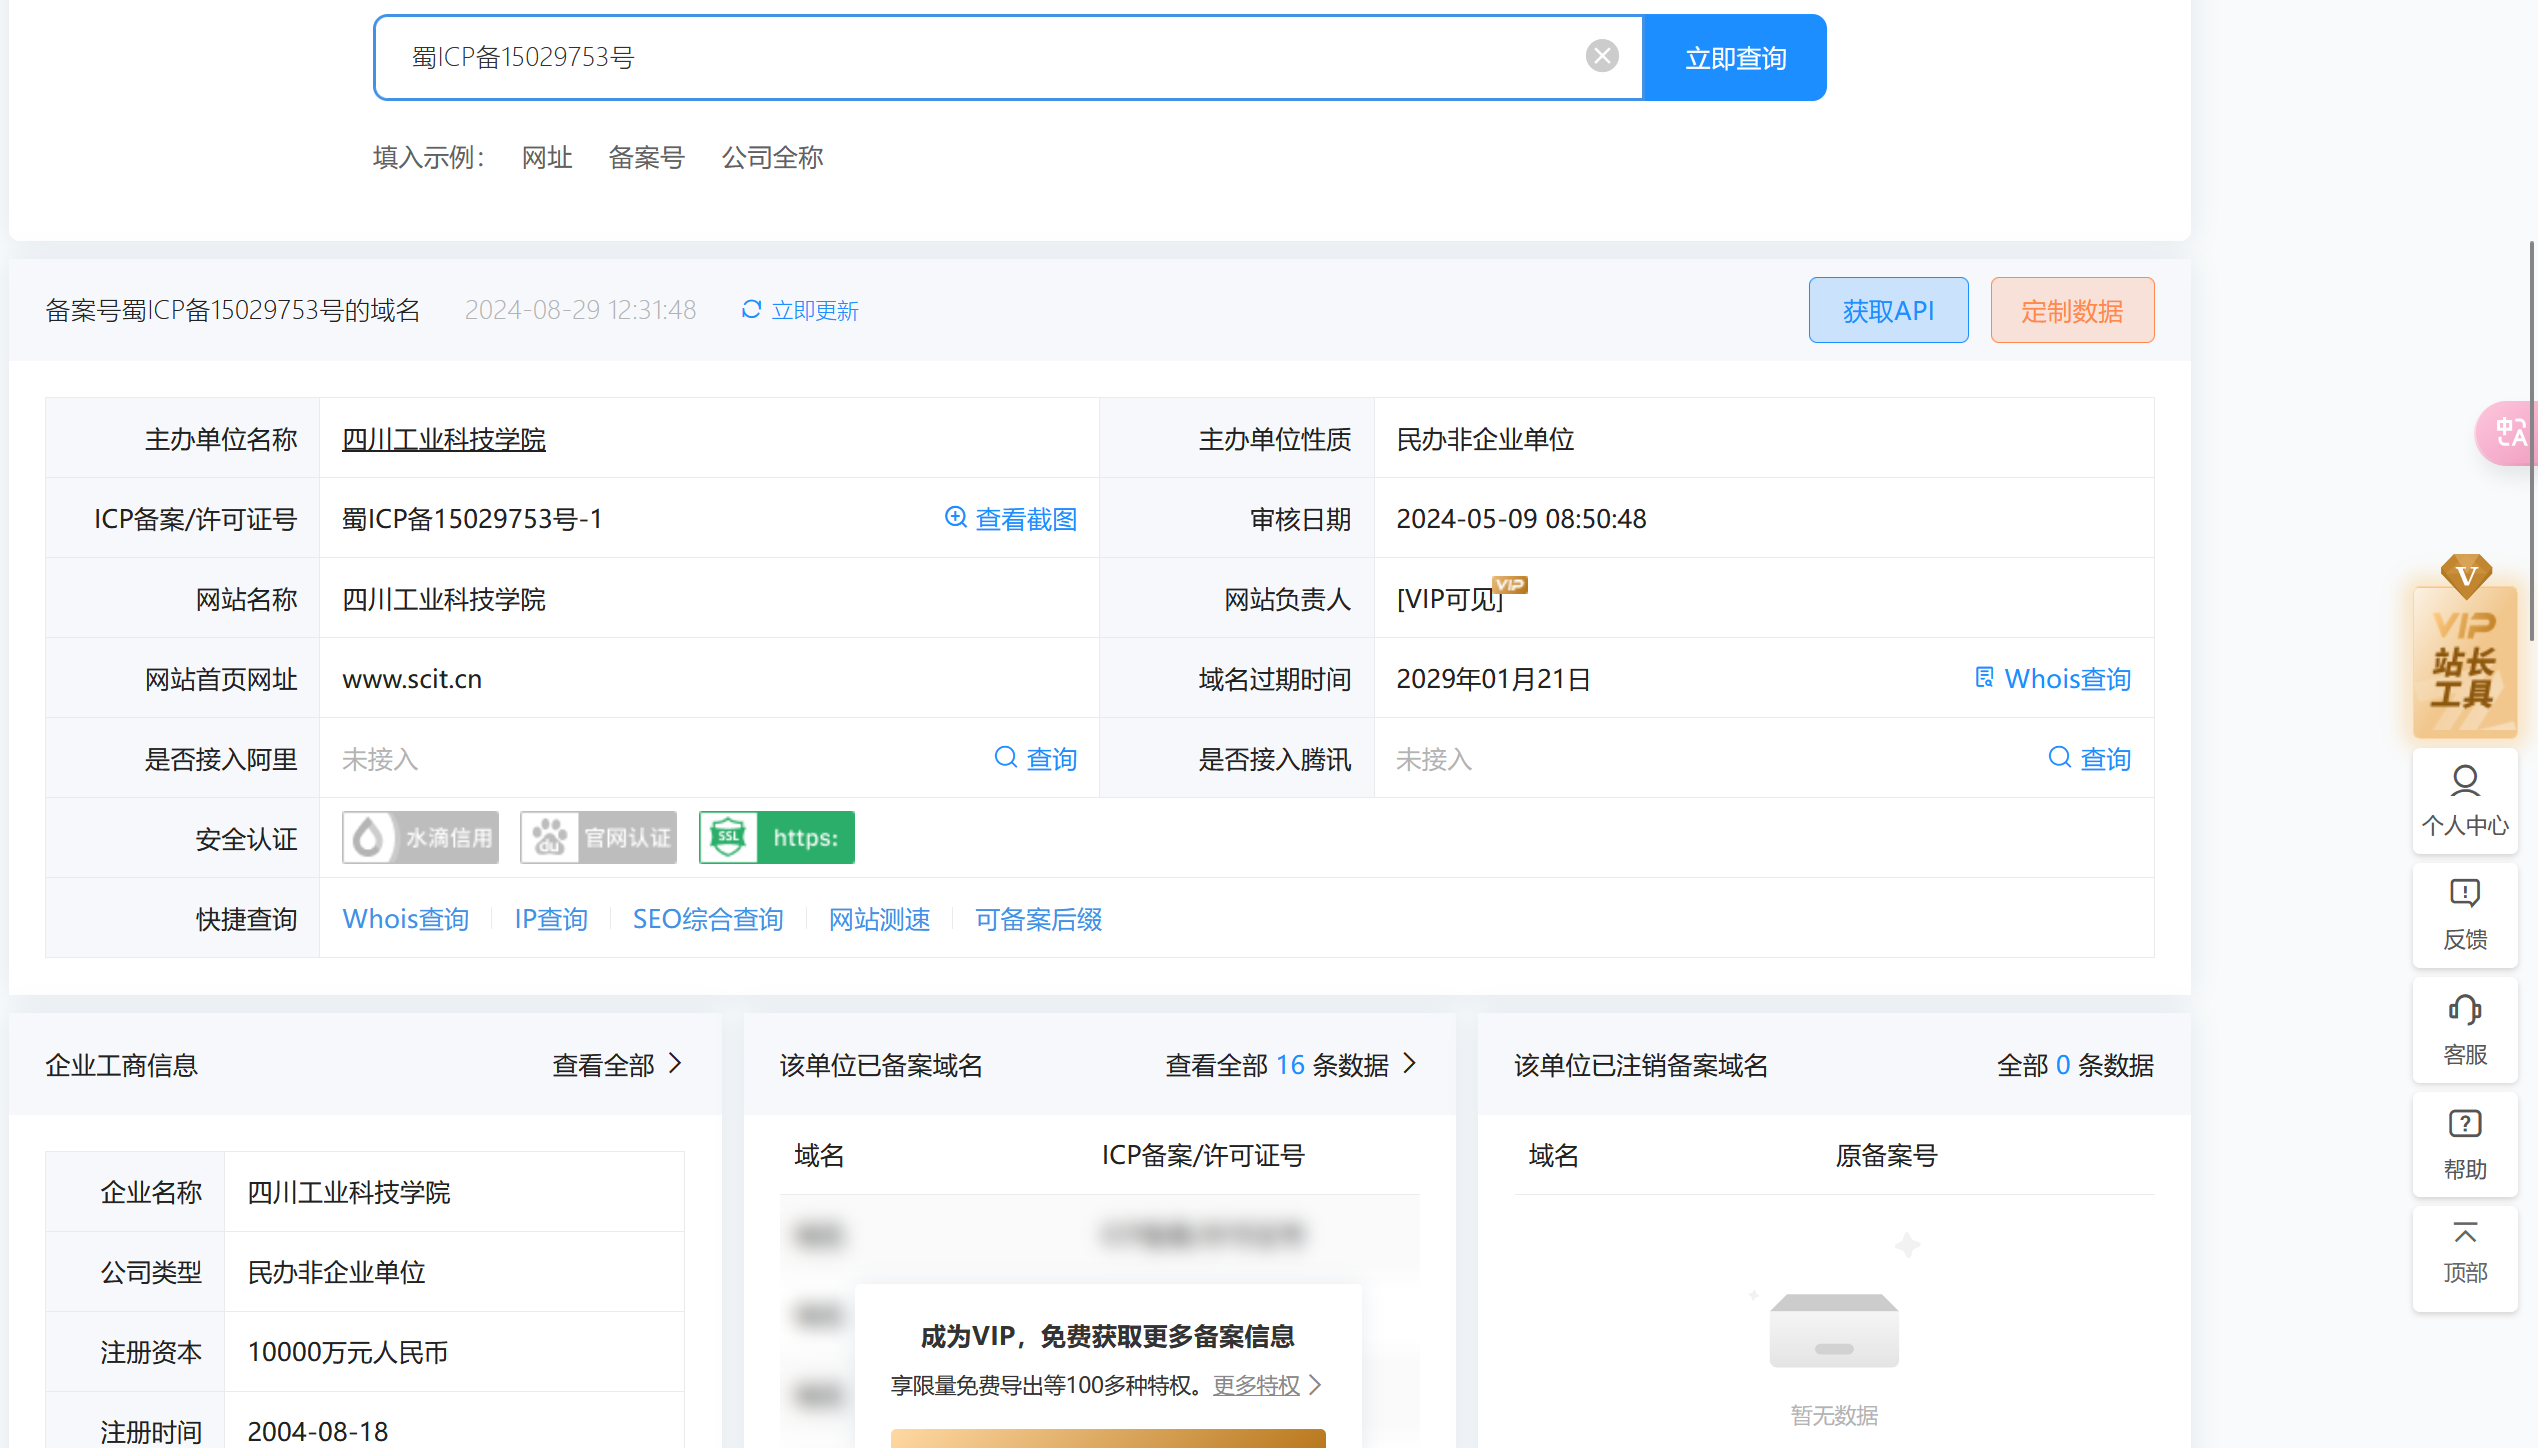 蜀ICP备15029753号
立即查询
填入示例： 网址 备案号 公司全称
备案号蜀ICP备15029753号的域名 2024-08-29 12:31:48 立即更新 获取API 定制数据
主办单位名称 四川工业科技学院 主办单位性质 民办非企业单位
ICP备案/许可证号 蜀ICP备15029753号-1 查看截图 审核日期 2024-05-09 08:50:48
网站名称 四川工业科技学院 网站负责人 [VIP可见] VIP
网站首页网址 www.scit.cn 域名过期时间 2029年01月21日 Whois查询
是否接入阿里 未接入 查询 是否接入腾讯 未接入 查询
安全认证 水滴信用 du 官网认证 SSL https:
快捷查询 Whois查询 IP查询 SEO综合查询 网站测速 可备案后缀
企业工商信息 查看全部
企业名称 四川工业科技学院
公司类型 民办非企业单位
注册资本 10000万元人民币
注册时间 2004-08-18
该单位已备案域名 查看全部 16 条数据
域名 ICP备案/许可证号
成为VIP，免费获取更多备案信息
享限量免费导出等100多种特权。更多特权
该单位已注销备案域名 全部 0 条数据
域名 原备案号
暂无数据
中A
V
VIP
站长
工具
个人中心
反馈
客服
帮助
顶部